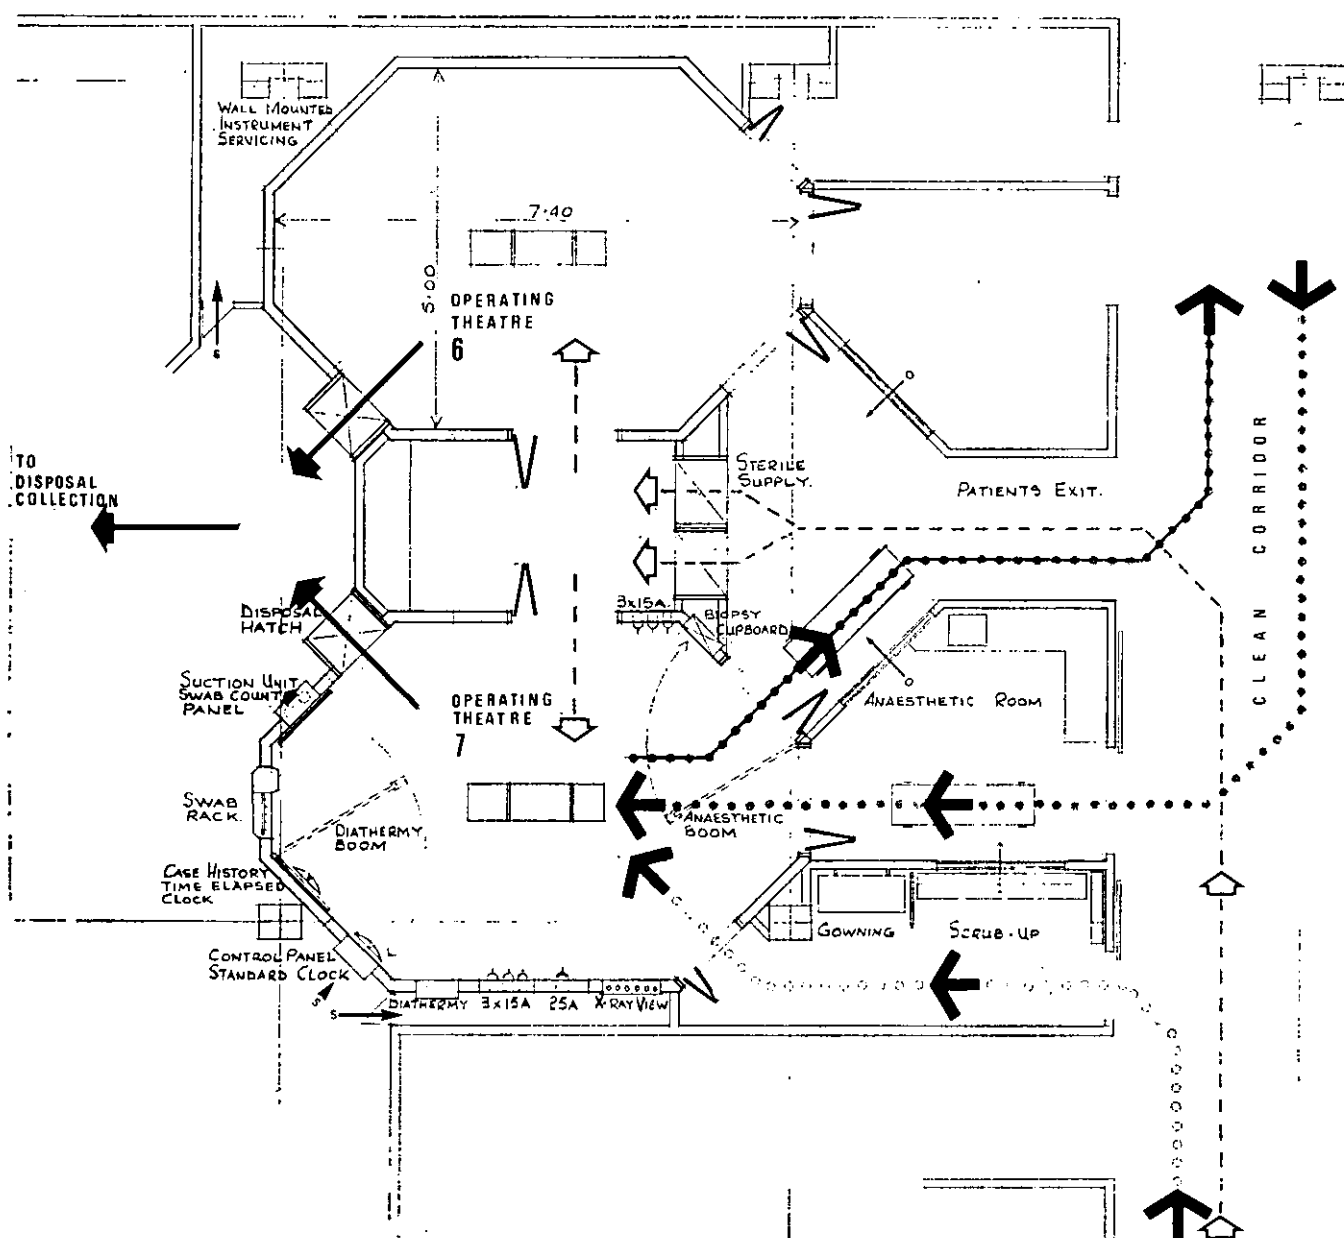 WALL MOUNTED
INSTRUMENT
SERVICING
7.40
5.00
OPERATING
THEATRE
6
TO
DISPOSAL
COLLECTION
STERILE
SUPPLY.
PATIENTS EXIT.
CLEAN CORRIDOR
DISPOSAL
HATCH
3x15A.
BIOPSY
CUPBOARD
SUCTION UNIT
SWAB COUNT
PANEL
OPERATING
THEATRE
7
ANAESTHETIC ROOM
SWAB
RACK.
DIATHERMY
BOOM
ANAESTHETIC
BOOM
CASE HISTORY
TIME ELAPSED
CLOCK
GOWNING
SCRUB-UP
CONTROL PANEL
STANDARD CLOCK
S
S
DIATHERMY 3x15A 25A X-RAY VIEW